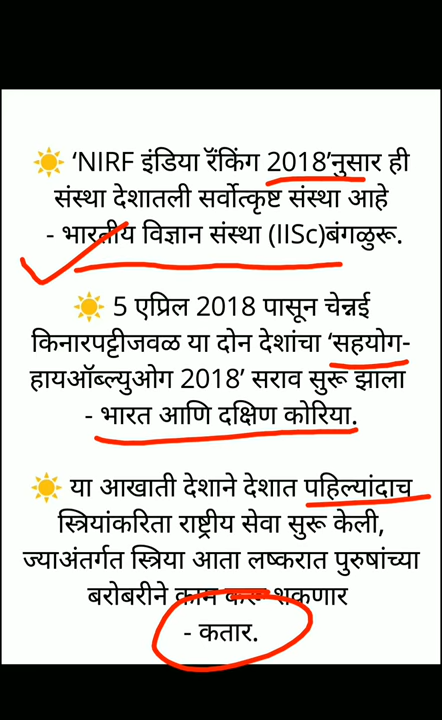 ‘NIRF इंडिया रॅंकिंग 2018’नुसार ही
संस्था देशातली सर्वोत्कृष्ट संस्था आहे
- भारतीय विज्ञान संस्था (IISc)बंगळुरू.
5 एप्रिल 2018 पासून चेन्नई
किनारपट्टीजवळ या दोन देशांचा ‘सहयोग-
हायऑब्ल्युओग 2018’ सराव सुरू झाला
- भारत आणि दक्षिण कोरिया.
या आखाती देशाने देशात पहिल्यांदाच
स्त्रियांकरिता राष्ट्रीय सेवा सुरू केली,
ज्याअंतर्गत स्त्रिया आता लष्करात पुरुषांच्या
बरोबरीने काम करू शकणार
- कतार.